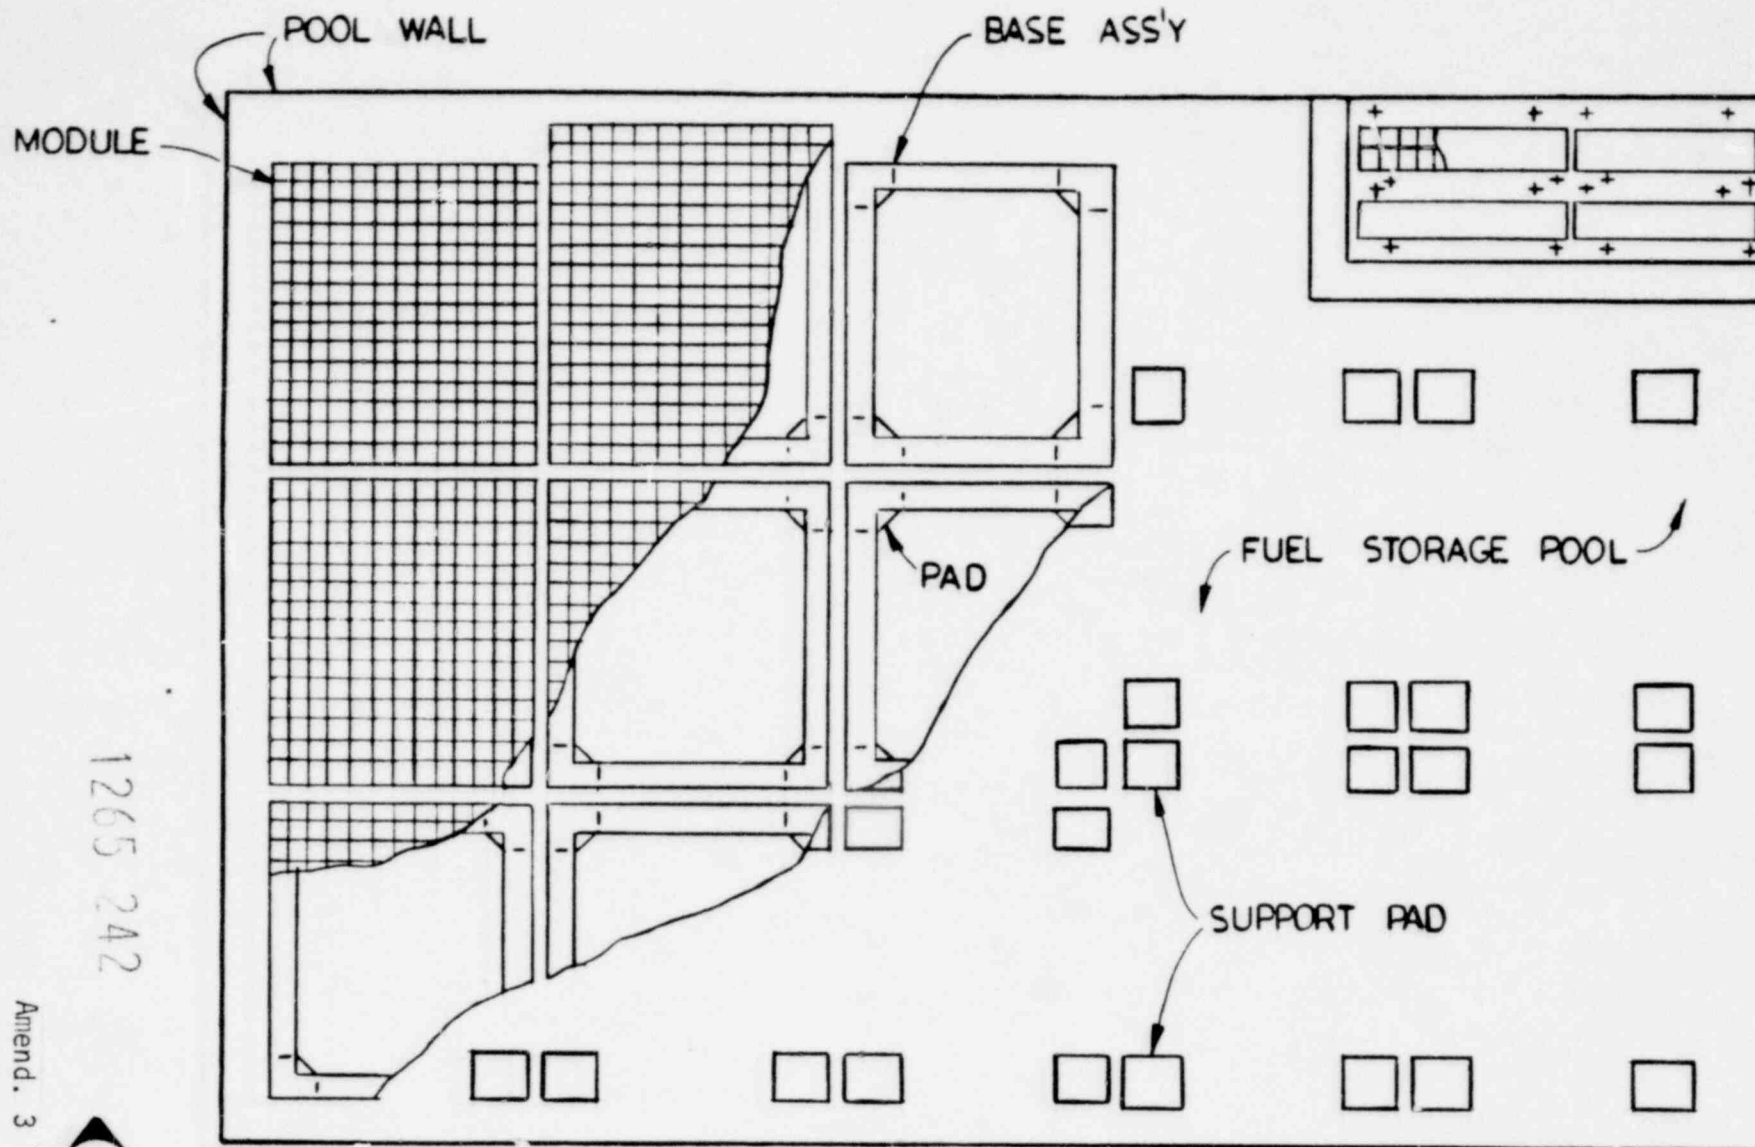 POOL WALL
BASE ASS'Y
MODULE
PAD
FUEL STORAGE POOL
SUPPORT PAD
1265 242
Amend. 3